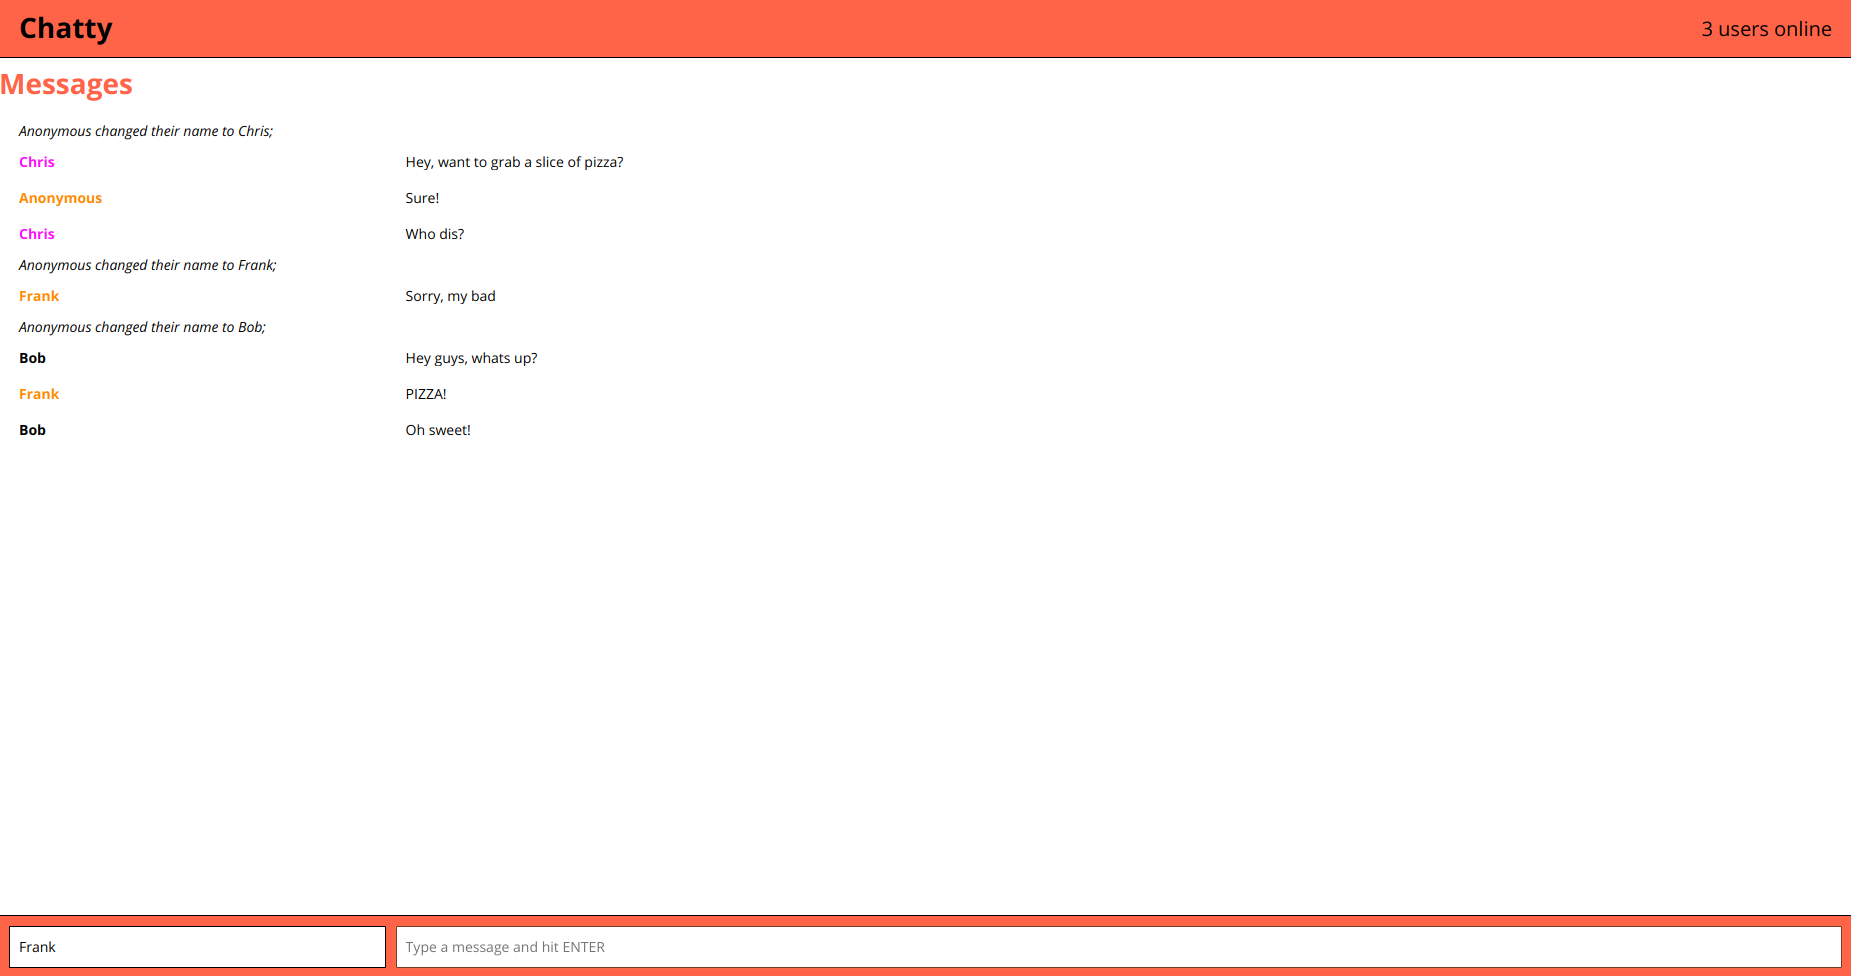 Chatty
3 users online
Messages
Anonymous changed their name to Chris;
Chris Hey, want to grab a slice of pizza?
Anonymous Sure!
Chris Who dis?
Anonymous changed their name to Frank;
Frank Sorry, my bad
Anonymous changed their name to Bob;
Bob Hey guys, whats up?
Frank PIZZA!
Bob Oh sweet!
Frank Type a message and hit ENTER